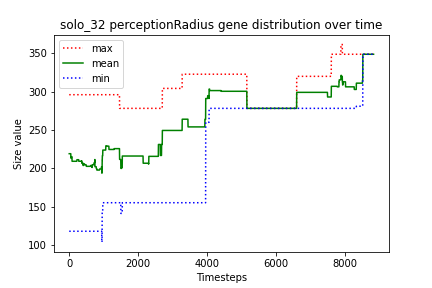 solo_32 perceptionRadius gene distribution over time
max
mean
min
Size value
350
300
250
200
150
100
0
2000
4000
6000
8000
Timesteps